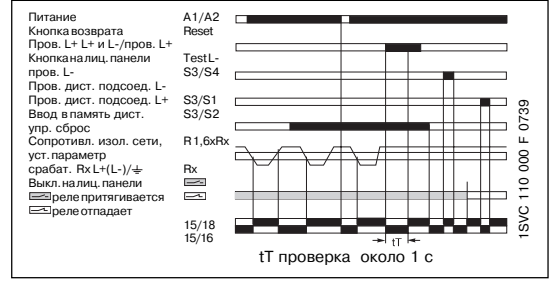 Питание A1/A2
Кнопка возврата Reset
Пров. L+ L+ и L-/пров. L+
Кнопка на лиц. панели TestL-
пров. L- S3/S4
Пров. дист. подсоед. L-
Пров. дист. подсоед. L+ S3/S1
Ввод в память дист. S3/S2
упр. сброс
Сопротивл. изол. сети, R1,6xRx
уст. параметр
срабат. Rx L+(L-)/⏚ Rx
Выкл. на лиц. панели
реле притягивается
реле отпадает
15/18
15/16
tT
tT проверка около 1 с
1SVC 110 000 F 0739